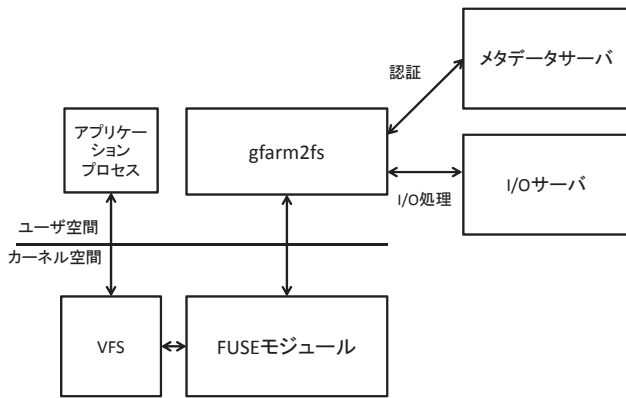 認証
メタデータサーバ
アプリケー
ション
プロセス
gfarm2fs
I/O処理
I/Oサーバ
ユーザ空間
カーネル空間
VFS
FUSEモジュール